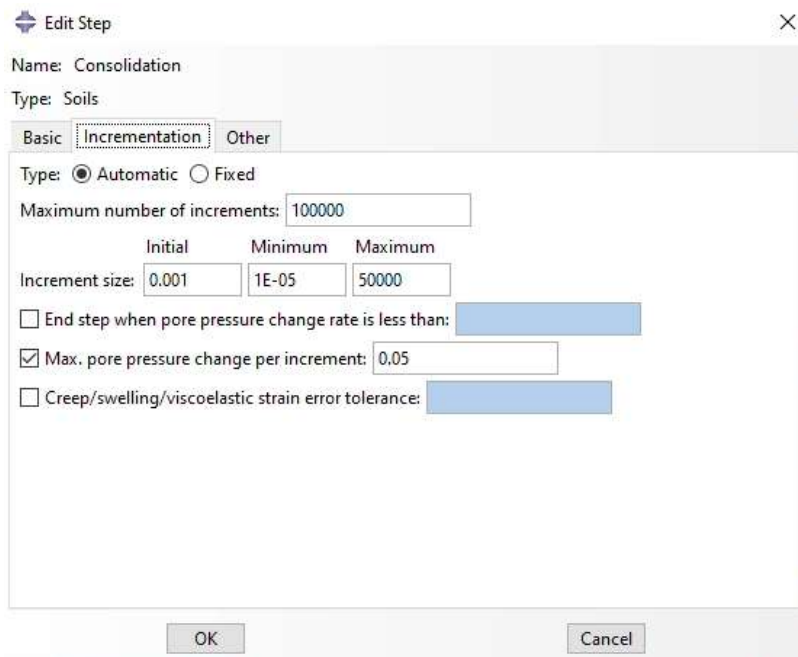 Edit Step
Name: Consolidation
Type: Soils
Basic Incrementation Other
Type: Automatic Fixed
Maximum number of increments: 100000
Initial Minimum Maximum
Increment size: 0.001 1E-05 50000
End step when pore pressure change rate is less than:
Max. pore pressure change per increment: 0.05
Creep/swelling/viscoelastic strain error tolerance:
OK Cancel